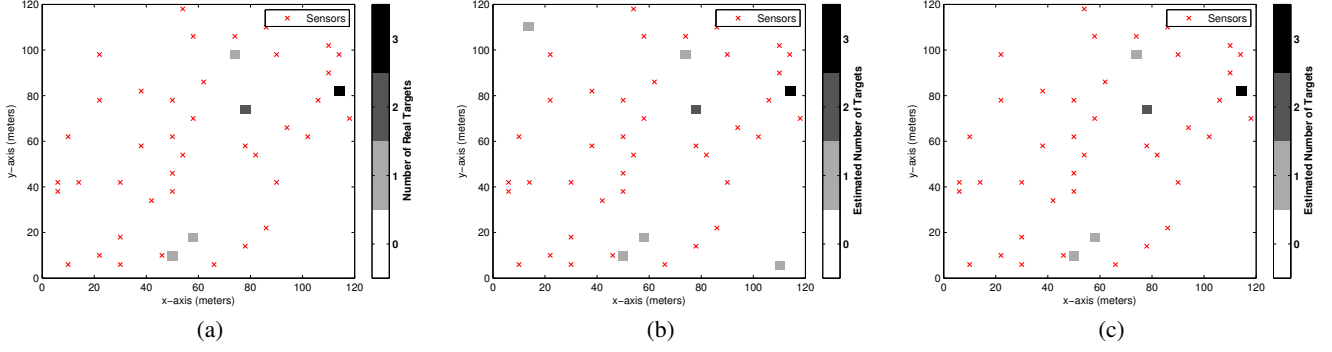 120
100
80
60
40
20
0
y−axis (meters)
0 20 40 60 80 100 120
x−axis (meters)
Sensors
3
2
1
0
Number of Real Targets
(a)
120
100
80
60
40
20
0
y−axis (meters)
0 20 40 60 80 100 120
x−axis (meters)
Sensors
3
2
1
0
Estimated Number of Targets
(b)
120
100
80
60
40
20
0
y−axis (meters)
0 20 40 60 80 100 120
x−axis (meters)
Sensors
3
2
1
0
Estimated Number of Targets
(c)